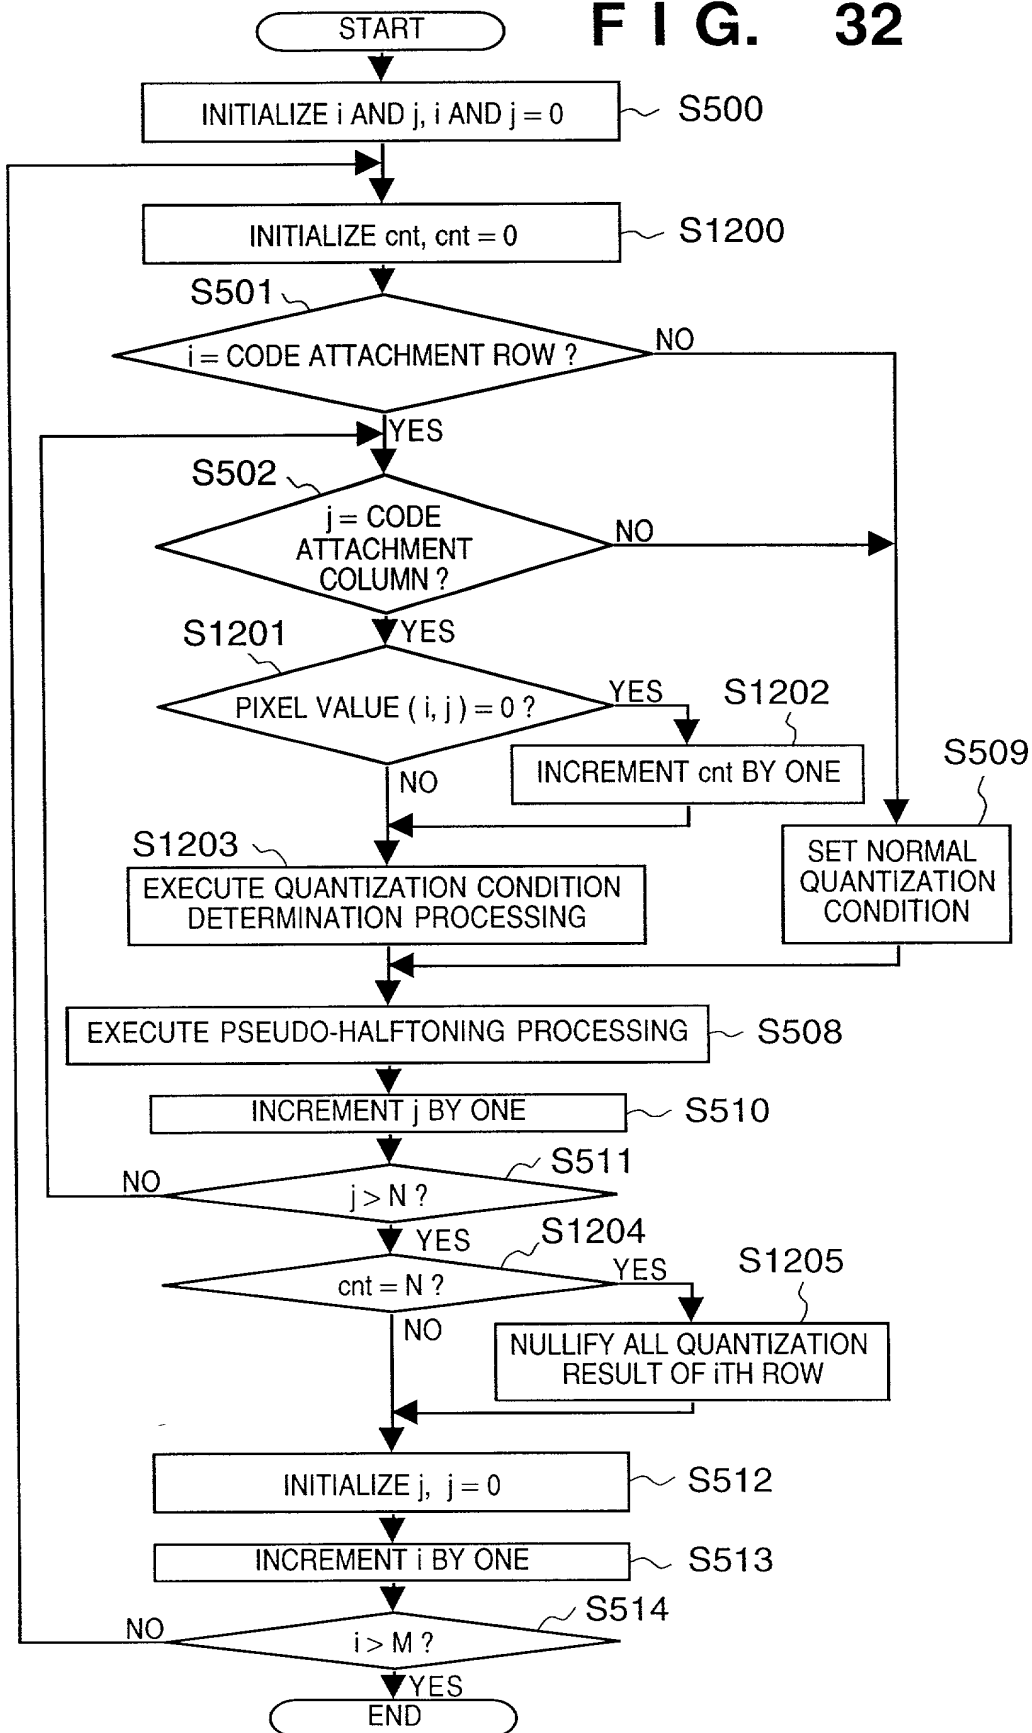 FIG. 32
START
INITIALIZE i AND j, i AND j = 0
S500
INITIALIZE cnt, cnt = 0
S1200
S501
i = CODE ATTACHMENT ROW ?
NO
YES
S502
j = CODE
ATTACHMENT
COLUMN ?
NO
YES
S1201
PIXEL VALUE ( i, j ) = 0 ?
YES
S1202
INCREMENT cnt BY ONE
NO
S509
SET NORMAL
QUANTIZATION
CONDITION
S1203
EXECUTE QUANTIZATION CONDITION
DETERMINATION PROCESSING
EXECUTE PSEUDO-HALFTONING PROCESSING
S508
INCREMENT j BY ONE
S510
S511
j > N ?
NO
YES
S1204
cnt = N ?
YES
S1205
NO
NULLIFY ALL QUANTIZATION
RESULT OF iTH ROW
INITIALIZE j, j = 0
S512
INCREMENT i BY ONE
S513
S514
i > M ?
NO
YES
END